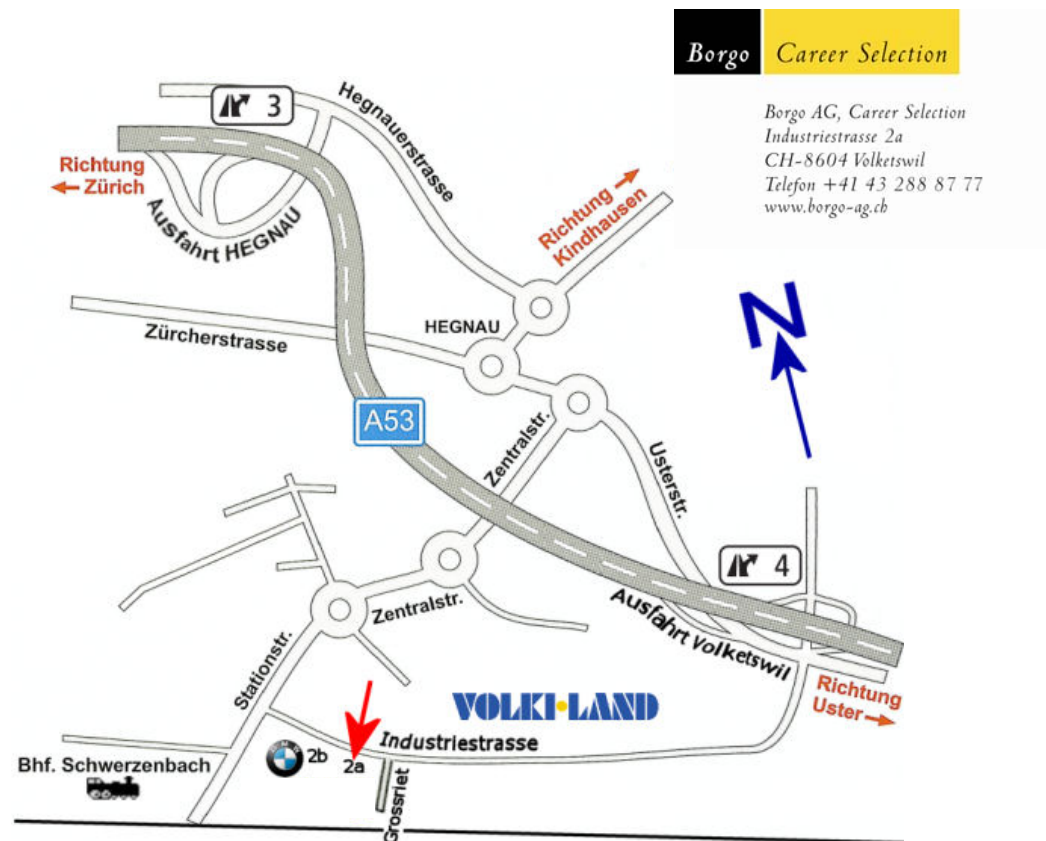 Borgo Career Selection
Borgo AG, Career Selection
Industriestrasse 2a
CH-8604 Volketswil
Telefon +41 43 288 87 77
www.borgo-ag.ch
3
Hegnauerstrasse
Richtung
← Zürich
Ausfahrt HEGNAU
Richtung →
Kindhausen
N
HEGNAU
Zürcherstrasse
A53
Zentralstr.
Usterstr.
4
Zentralstr.
Ausfahrt Volketswil
Stationstr.
Richtung
Uster →
VOLKI LAND
Industriestrasse
BMW
2b
2a
Bhf. Schwerzenbach
Grossriet